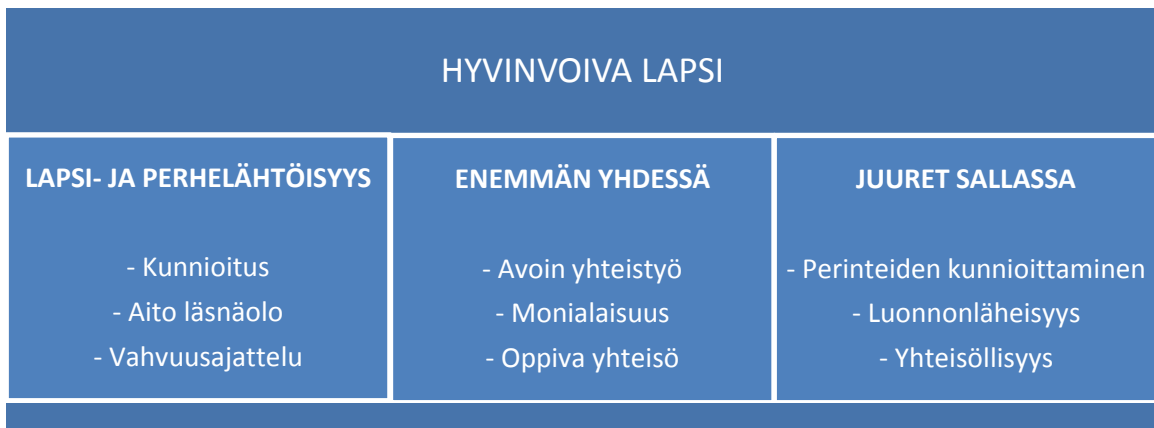 HYVINVOIVA LAPSI
LAPSI- JA PERHELÄHTÖISYYS
- Kunnioitus
- Aito läsnäolo
- Vahvuusajattelu
ENEMMÄN YHDESSÄ
- Avoin yhteistyö
- Monialaisuus
- Oppiva yhteisö
JUURET SALLASSA
- Perinteiden kunnioittaminen
- Luonnonläheisyys
- Yhteisöllisyys